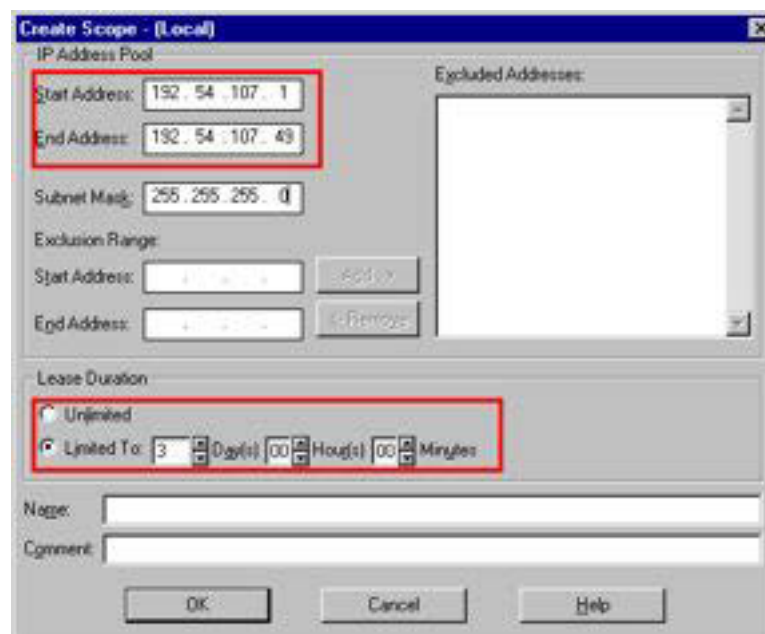 Create Scope - (Local)
IP Address Pool
Start Address: 192 . 54 . 107 . 1
End Address: 192 . 54 . 107 . 49
Subnet Mask: 255 . 255 . 255 . 0
Exclusion Range:
Start Address:
End Address:
Add ->
<- Remove
Excluded Addresses:
Lease Duration
Unlimited
Limited To: 3 Day(s) 00 Hour(s) 00 Minutes
Name:
Comment:
OK
Cancel
Help